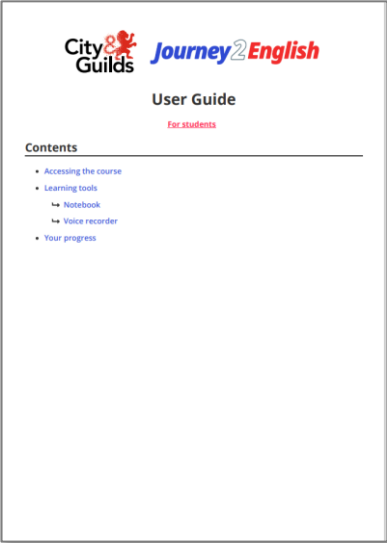 City&
Guilds
Journey2English
User Guide
For students
Contents
Accessing the course
Learning tools
Notebook
Voice recorder
Your progress